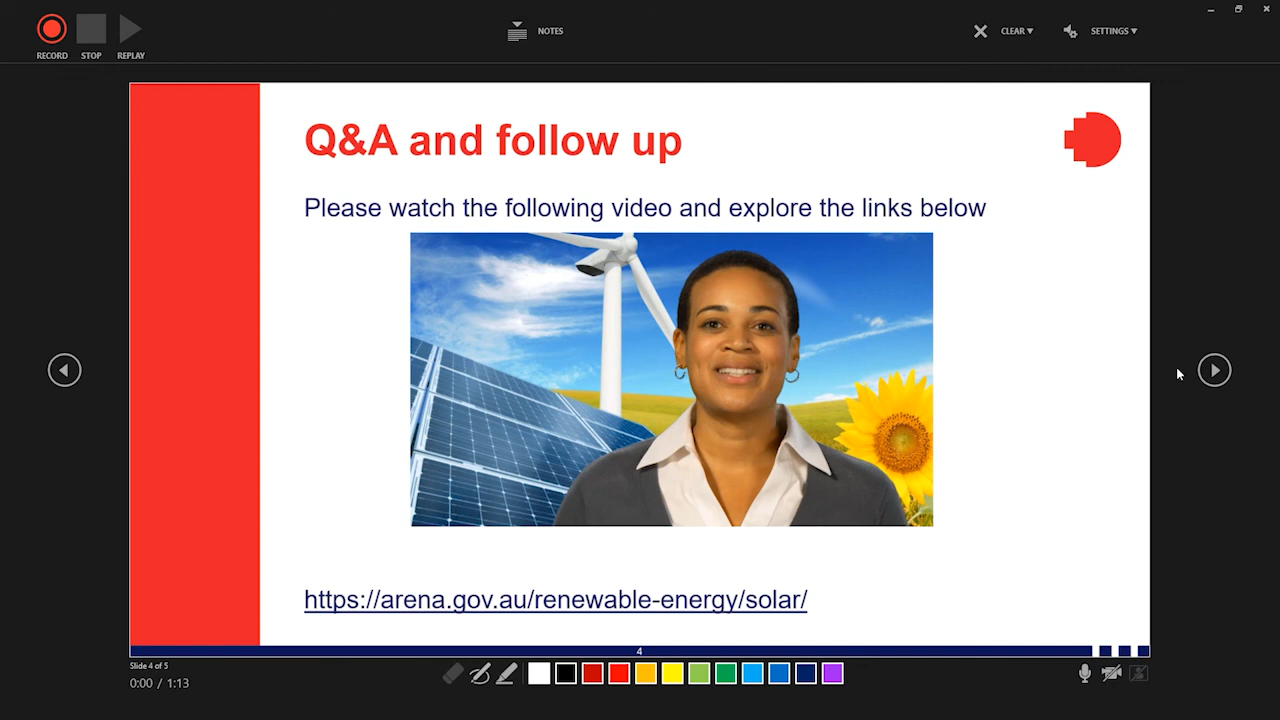 RECORD STOP REPLAY
NOTES
CLEAR
SETTINGS
Q&A and follow up
Please watch the following video and explore the links below
https://arena.gov.au/renewable-energy/solar/
4
Slide 4 of 5
0:00 / 1:13